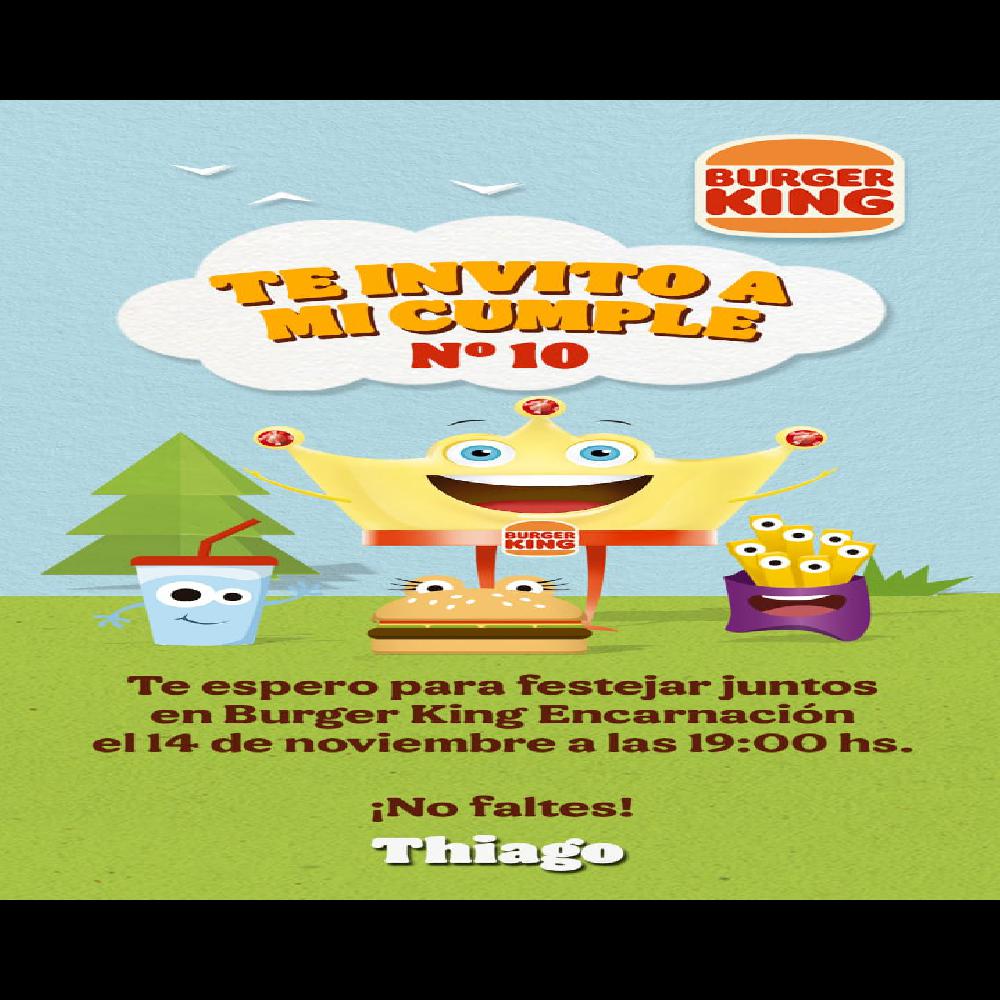 BURGER
KING
TE INVITO A
MI CUMPLE
Nº 10
BURGER
KING
Te espero para festejar juntos
en Burger King Encarnación
el 14 de noviembre a las 19:00 hs.
¡No faltes!
Thiago